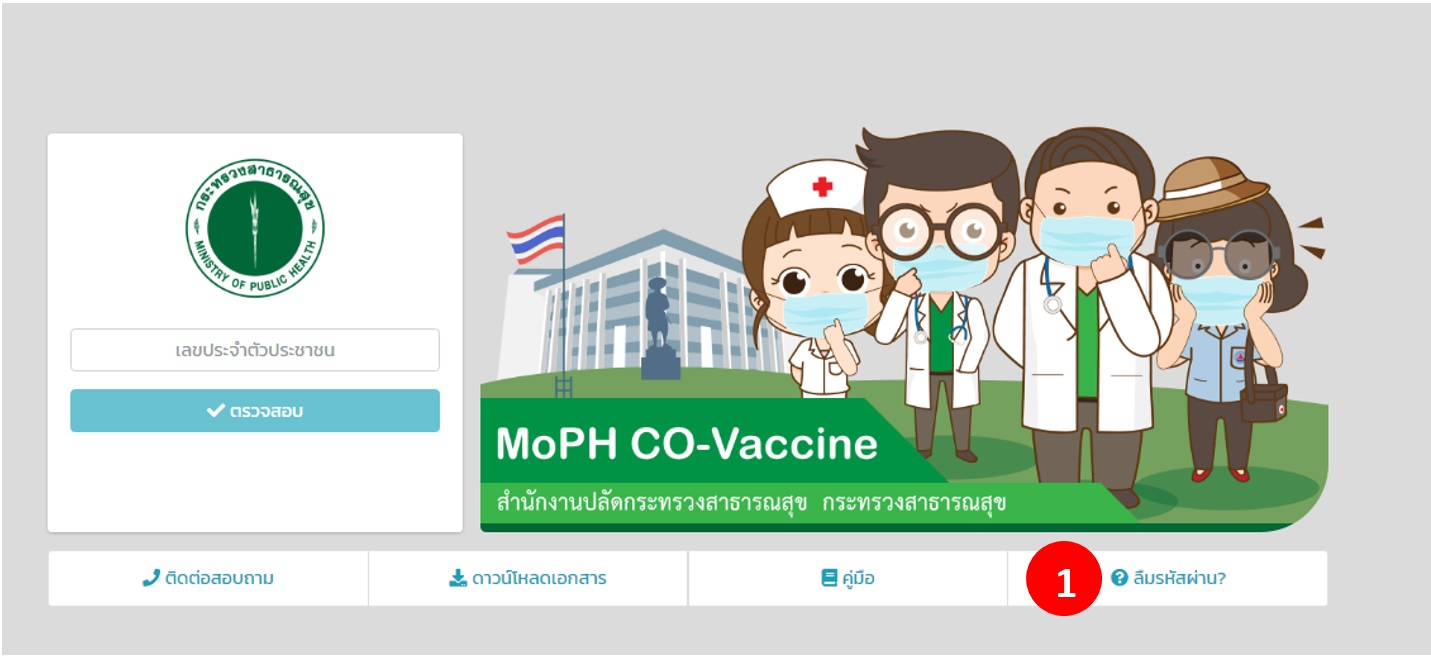 กระทรวงสาธารณสุข
MINISTRY OF PUBLIC HEALTH
เลขประจำตัวประชาชน
ตรวจสอบ
MoPH CO-Vaccine
สำนักงานปลัดกระทรวงสาธารณสุข กระทรวงสาธารณสุข
ติดต่อสอบถาม
ดาวน์โหลดเอกสาร
คู่มือ
1
ลืมรหัสผ่าน?